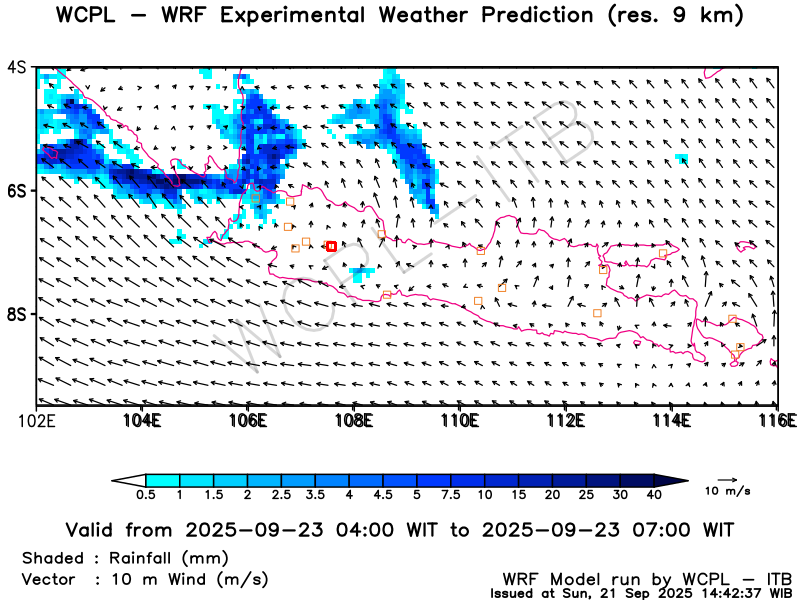 WCPL – WRF Experimental Weather Prediction (res. 9 km)
4S
6S
8S
102E 104E 106E 108E 110E 112E 114E 116E
WCPL-ITB
0.5 1 1.5 2 2.5 3.5 4 4.5 5 7.5 10 15 20 25 30 40
10 m/s
Valid from 2025-09-23 04:00 WIT to 2025-09-23 07:00 WIT
Shaded : Rainfall (mm)
Vector : 10 m Wind (m/s)
WRF Model run by WCPL – ITB
Issued at Sun, 21 Sep 2025 14:42:37 WIB